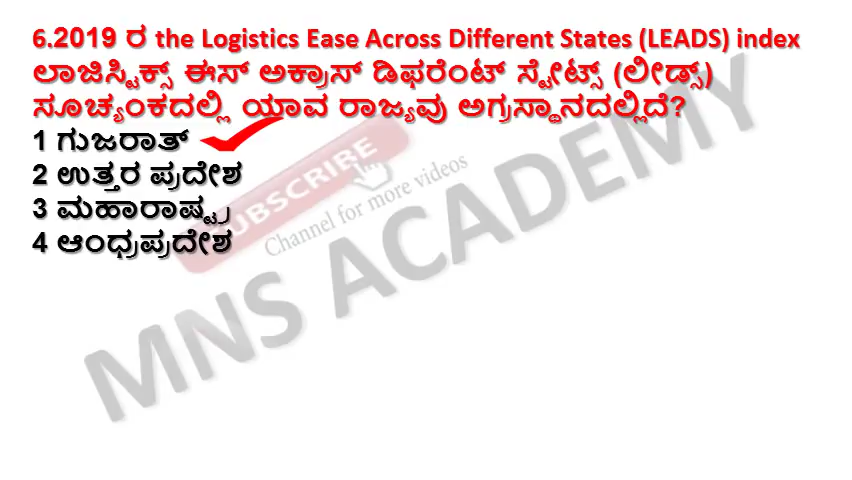 6.2019 ರ the Logistics Ease Across Different States (LEADS) index
ಲಾಜಿಸ್ಟಿಕ್ಸ್ ಈಸ್ ಅಕ್ರಾಸ್ ಡಿಫರೆಂಟ್ ಸ್ಟೇಟ್ಸ್ (ಲೀಡ್ಸ್)
ಸೂಚ್ಯಂಕದಲ್ಲಿ ಯಾವ ರಾಜ್ಯವು ಅಗ್ರಸ್ಥಾನದಲ್ಲಿದೆ?
1 ಗುಜರಾತ್
2 ಉತ್ತರ ಪ್ರದೇಶ
3 ಮಹಾರಾಷ್ಟ್ರ
4 ಆಂಧ್ರಪ್ರದೇಶ
SUBSCRIBE
Channel for more videos
MNS ACADEMY